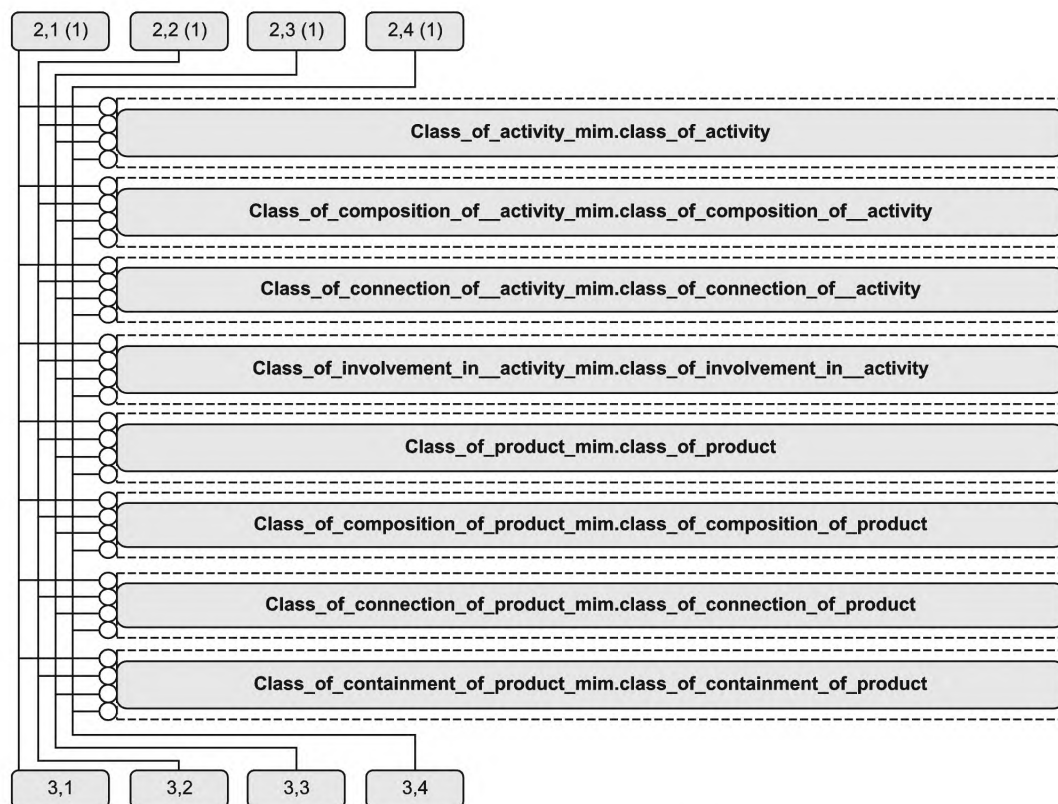 2,1 (1) 2,2 (1) 2,3 (1) 2,4 (1)
Class_of_activity_mim.class_of_activity
Class_of_composition_of__activity_mim.class_of_composition_of__activity
Class_of_connection_of__activity_mim.class_of_connection_of__activity
Class_of_involvement_in__activity_mim.class_of_involvement_in__activity
Class_of_product_mim.class_of_product
Class_of_composition_of_product_mim.class_of_composition_of_product
Class_of_connection_of_product_mim.class_of_connection_of_product
Class_of_containment_of_product_mim.class_of_containment_of_product
3,1 3,2 3,3 3,4